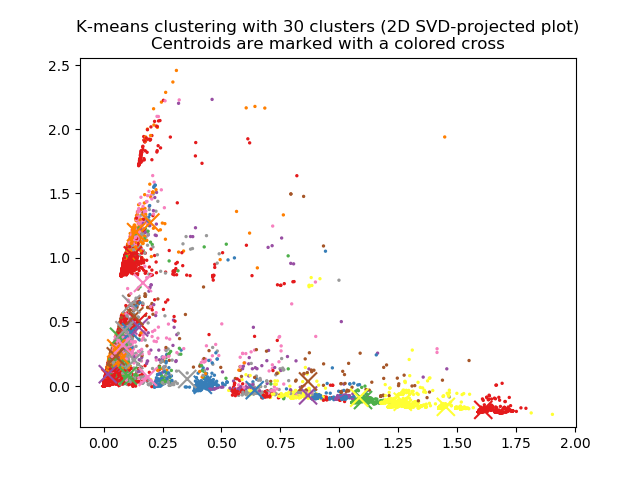 K-means clustering with 30 clusters (2D SVD-projected plot)
Centroids are marked with a colored cross
2.5
2.0
1.5
1.0
0.5
0.0
0.00 0.25 0.50 0.75 1.00 1.25 1.50 1.75 2.00